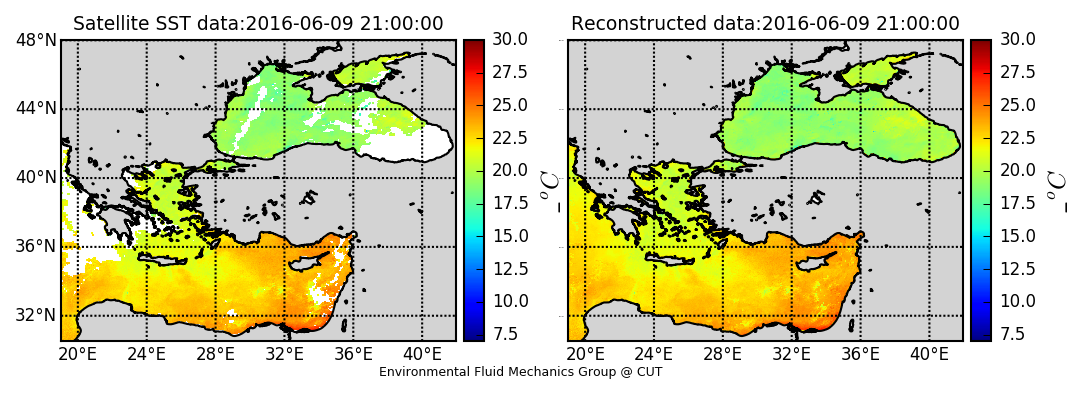 Satellite SST data:2016-06-09 21:00:00
Reconstructed data:2016-06-09 21:00:00
48°N
44°N
40°N
36°N
32°N
20°E 24°E 28°E 32°E 36°E 40°E
30.0
27.5
25.0
22.5
20.0
17.5
15.0
12.5
10.0
7.5
_ °C
20°E 24°E 28°E 32°E 36°E 40°E
30.0
27.5
25.0
22.5
20.0
17.5
15.0
12.5
10.0
7.5
_ °C
Environmental Fluid Mechanics Group @ CUT